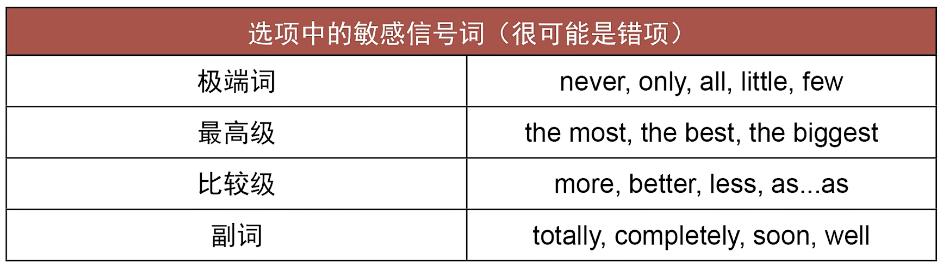 选项中的敏感信号词（很可能是错项）
极端词 never, only, all, little, few
最高级 the most, the best, the biggest
比较级 more, better, less, as...as
副词 totally, completely, soon, well